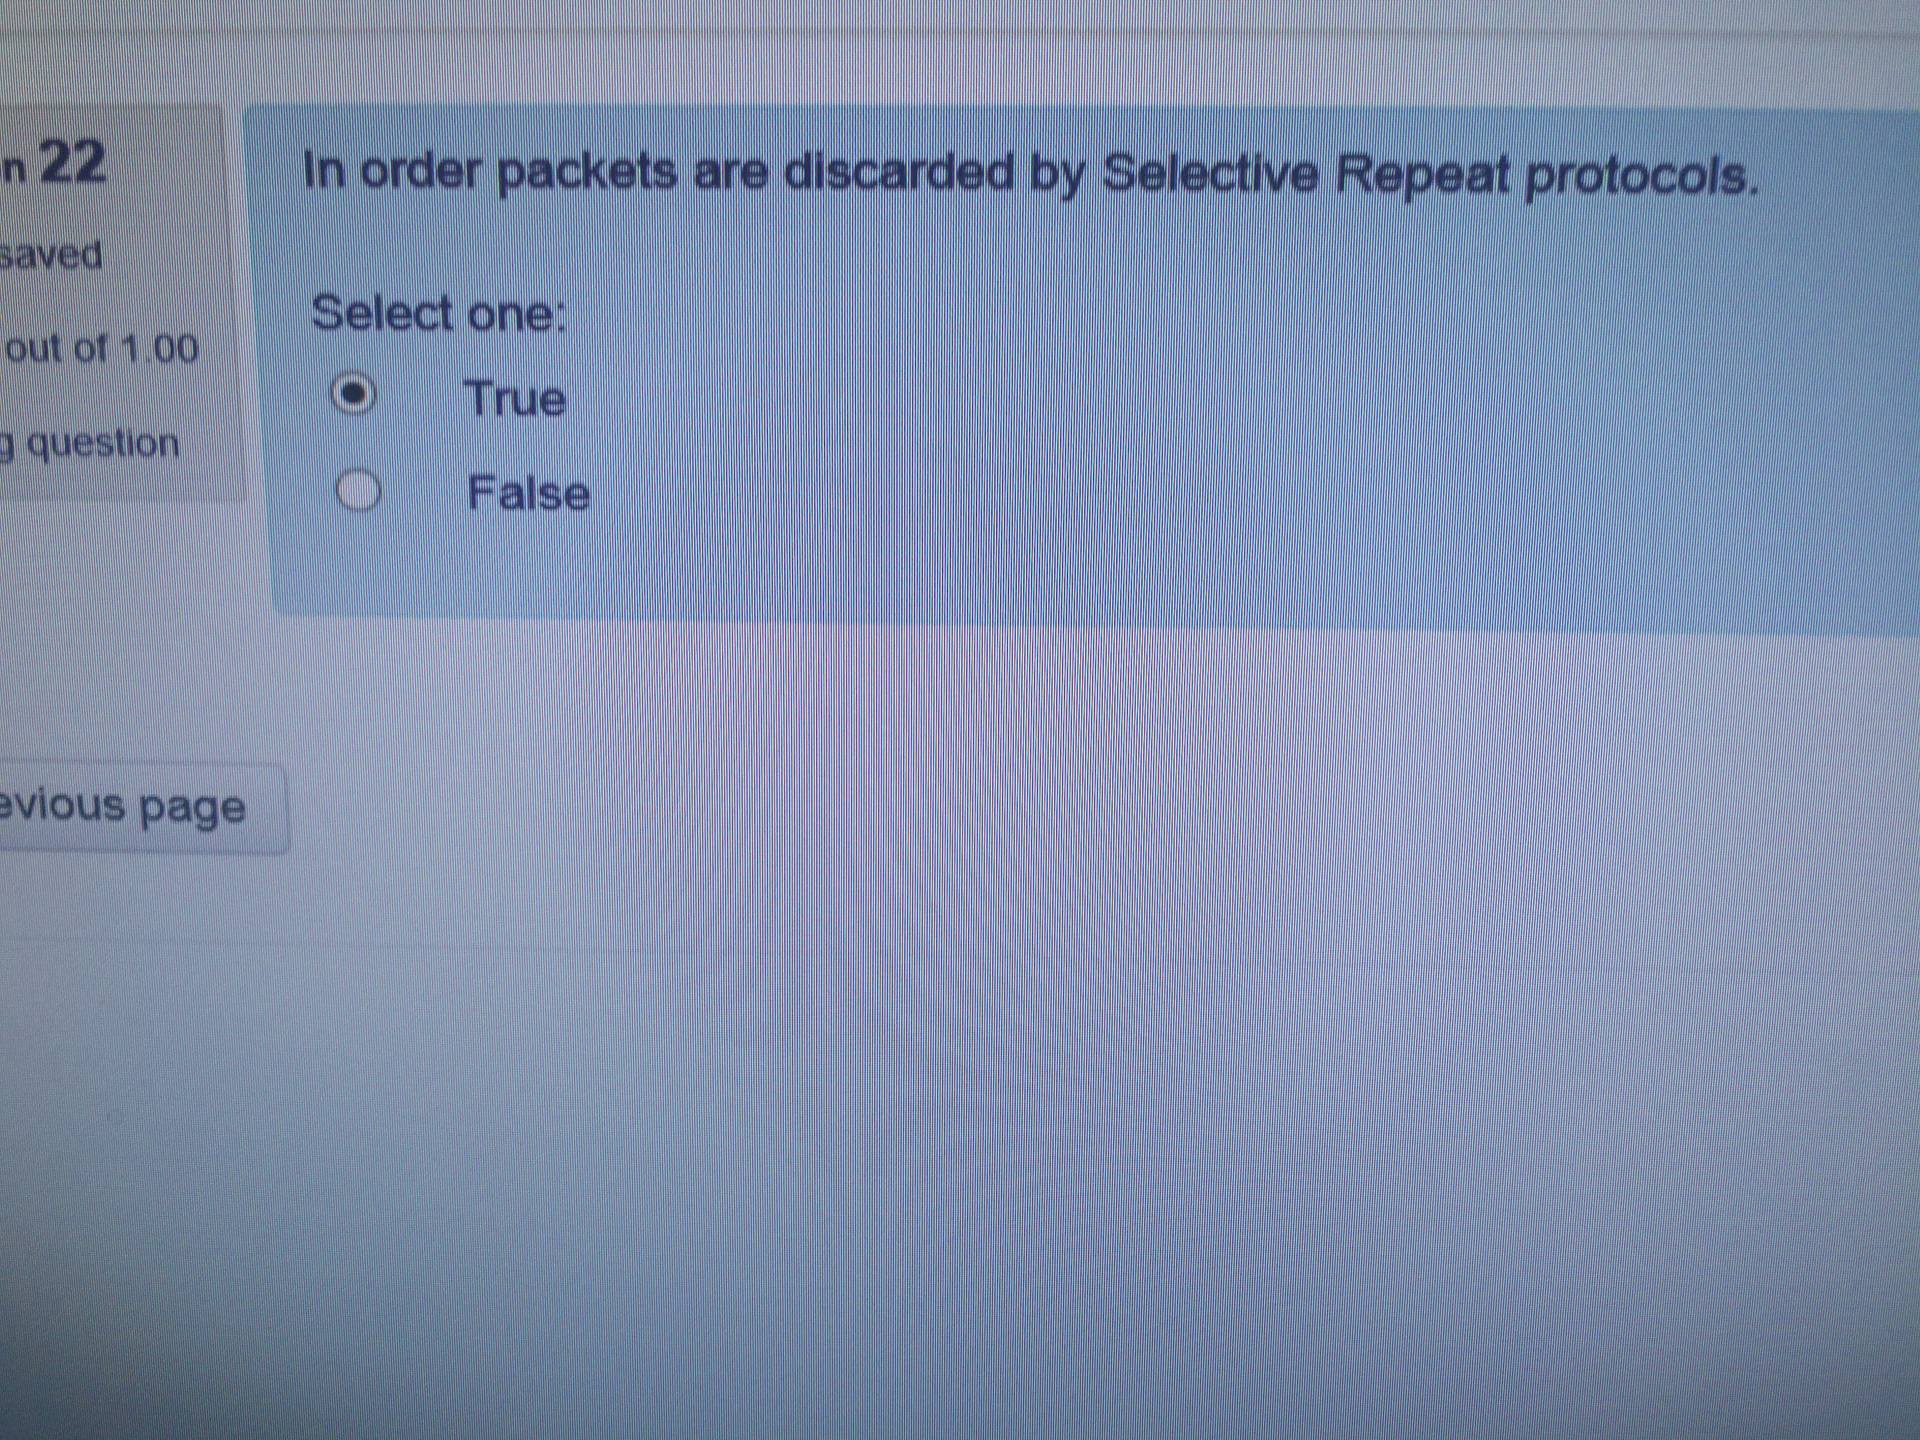 n 22
saved
out of 1.00
g question
In order packets are discarded by Selective Repeat protocols.
Select one:
True
False
evious page